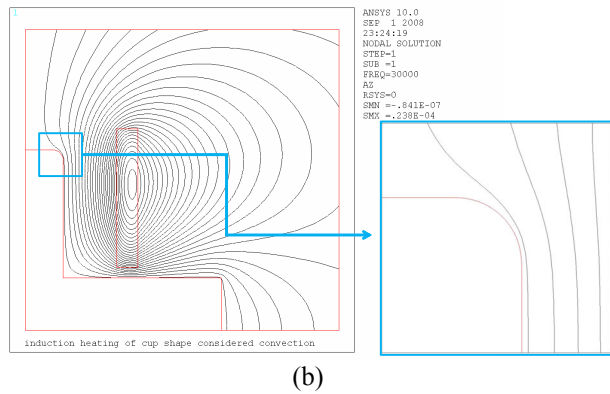 1
ANSYS 10.0
SEP 1 2008
23:24:19
NODAL SOLUTION
STEP=1
SUB =1
FREQ=30000
AZ
RSYS=0
SMN =-.841E-07
SMX =.238E-04
induction heating of cup shape considered convection
(b)